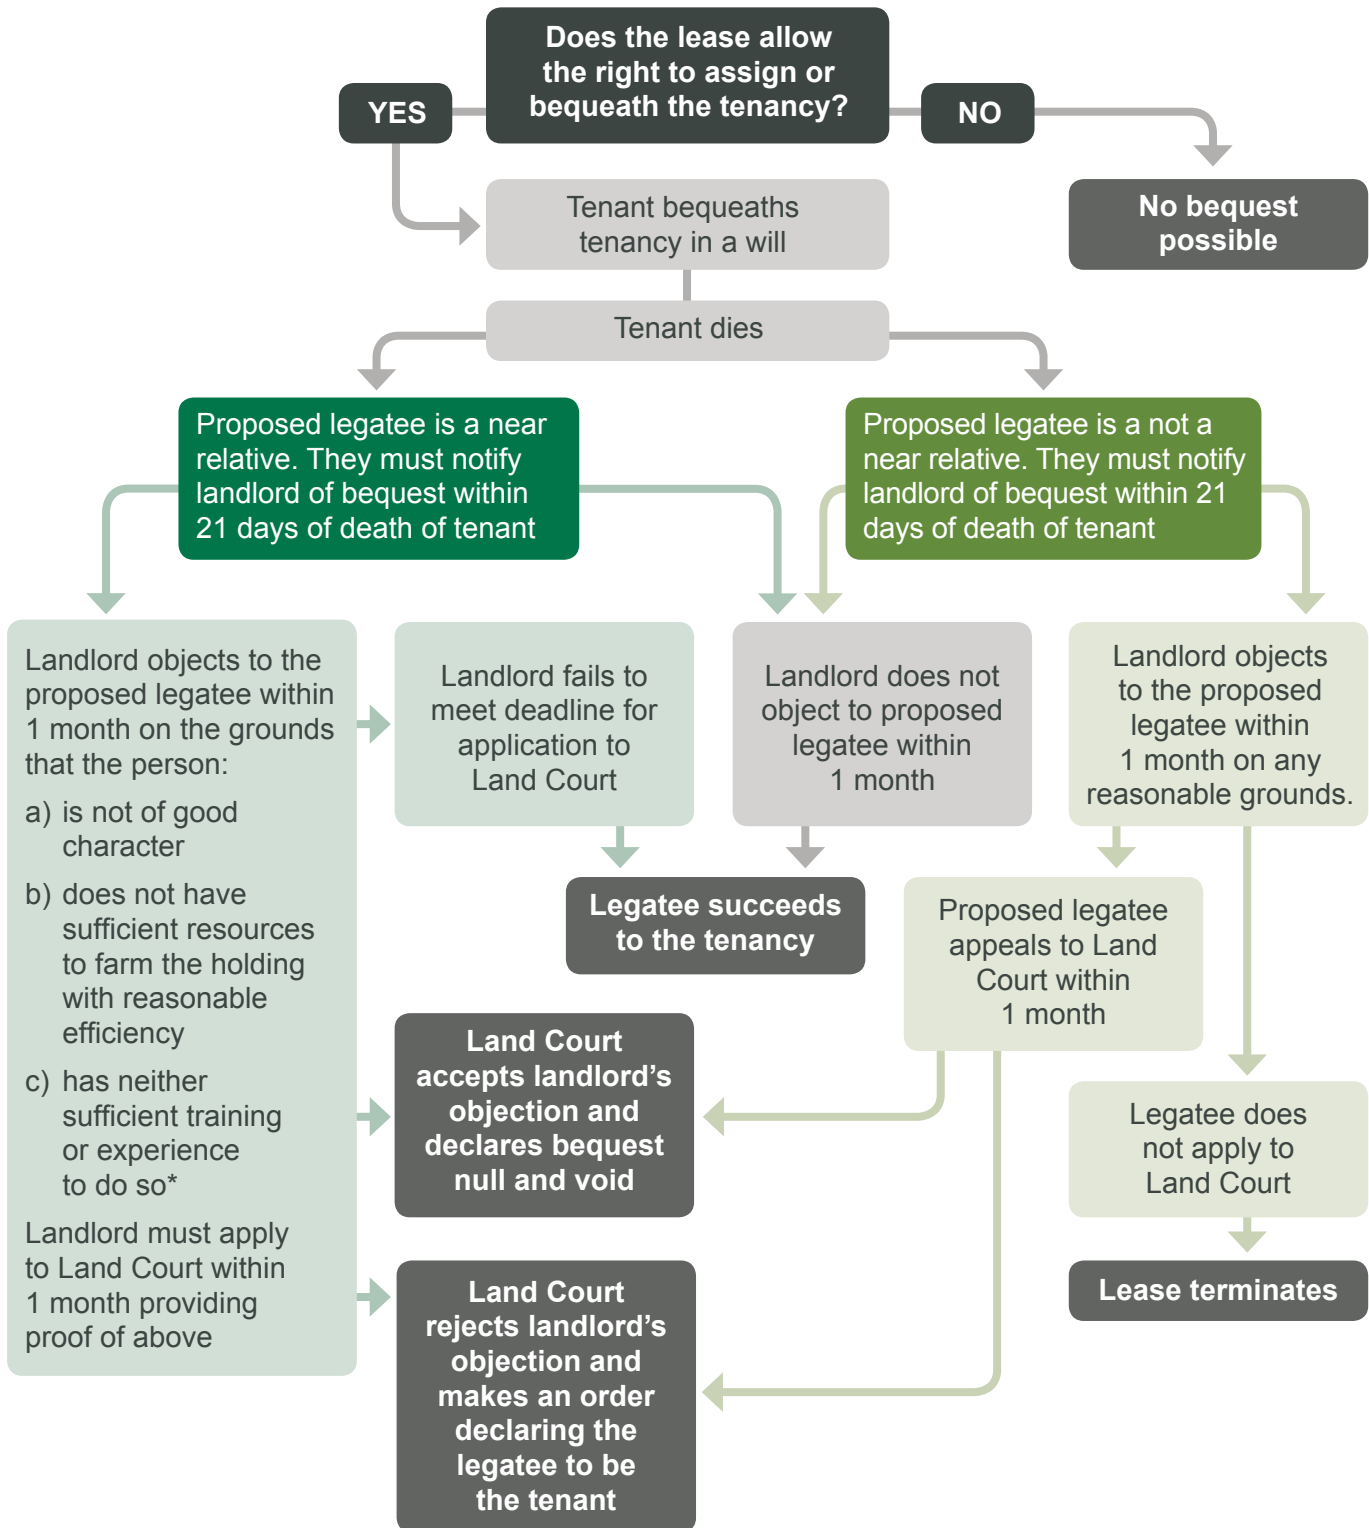 Does the lease allow
the right to assign or
bequeath the tenancy?
YES
NO
Tenant bequeaths
tenancy in a will
No bequest
possible
Tenant dies
Proposed legatee is a near
relative. They must notify
landlord of bequest within
21 days of death of tenant
Proposed legatee is a not a
near relative. They must notify
landlord of bequest within 21
days of death of tenant
Landlord objects to the
proposed legatee within
1 month on the grounds
that the person:
a) is not of good
character
b) does not have
sufficient resources
to farm the holding
with reasonable
efficiency
c) has neither
sufficient training
or experience
to do so*
Landlord must apply
to Land Court within
1 month providing
proof of above
Landlord fails to
meet deadline for
application to
Land Court
Landlord does not
object to proposed
legatee within
1 month
Landlord objects
to the proposed
legatee within
1 month on any
reasonable grounds.
Legatee succeeds
to the tenancy
Proposed legatee
appeals to Land
Court within
1 month
Land Court
accepts landlord’s
objection and
declares bequest
null and void
Legatee does
not apply to
Land Court
Land Court
rejects landlord’s
objection and
makes an order
declaring the
legatee to be
the tenant
Lease terminates